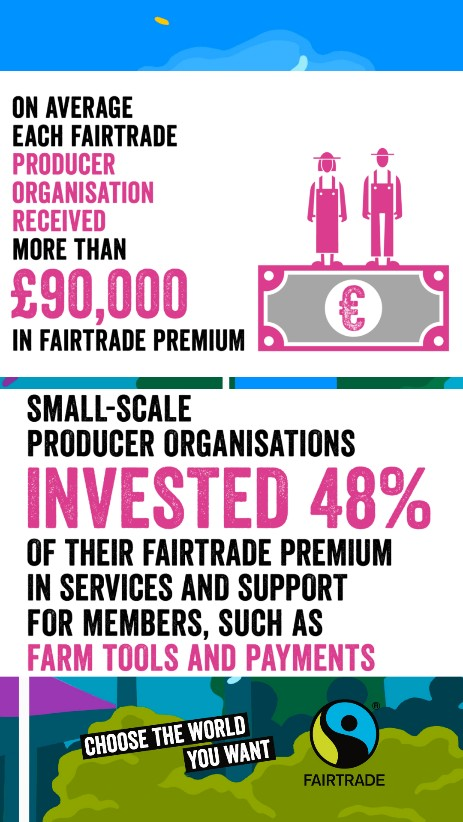 ON AVERAGE
EACH FAIRTRADE
PRODUCER
ORGANISATION
RECEIVED
MORE THAN
£90,000
IN FAIRTRADE PREMIUM
€
SMALL-SCALE
PRODUCER ORGANISATIONS
INVESTED 48%
OF THEIR FAIRTRADE PREMIUM
IN SERVICES AND SUPPORT
FOR MEMBERS, SUCH AS
FARM TOOLS AND PAYMENTS
CHOOSE THE WORLD
YOU WANT
®
FAIRTRADE